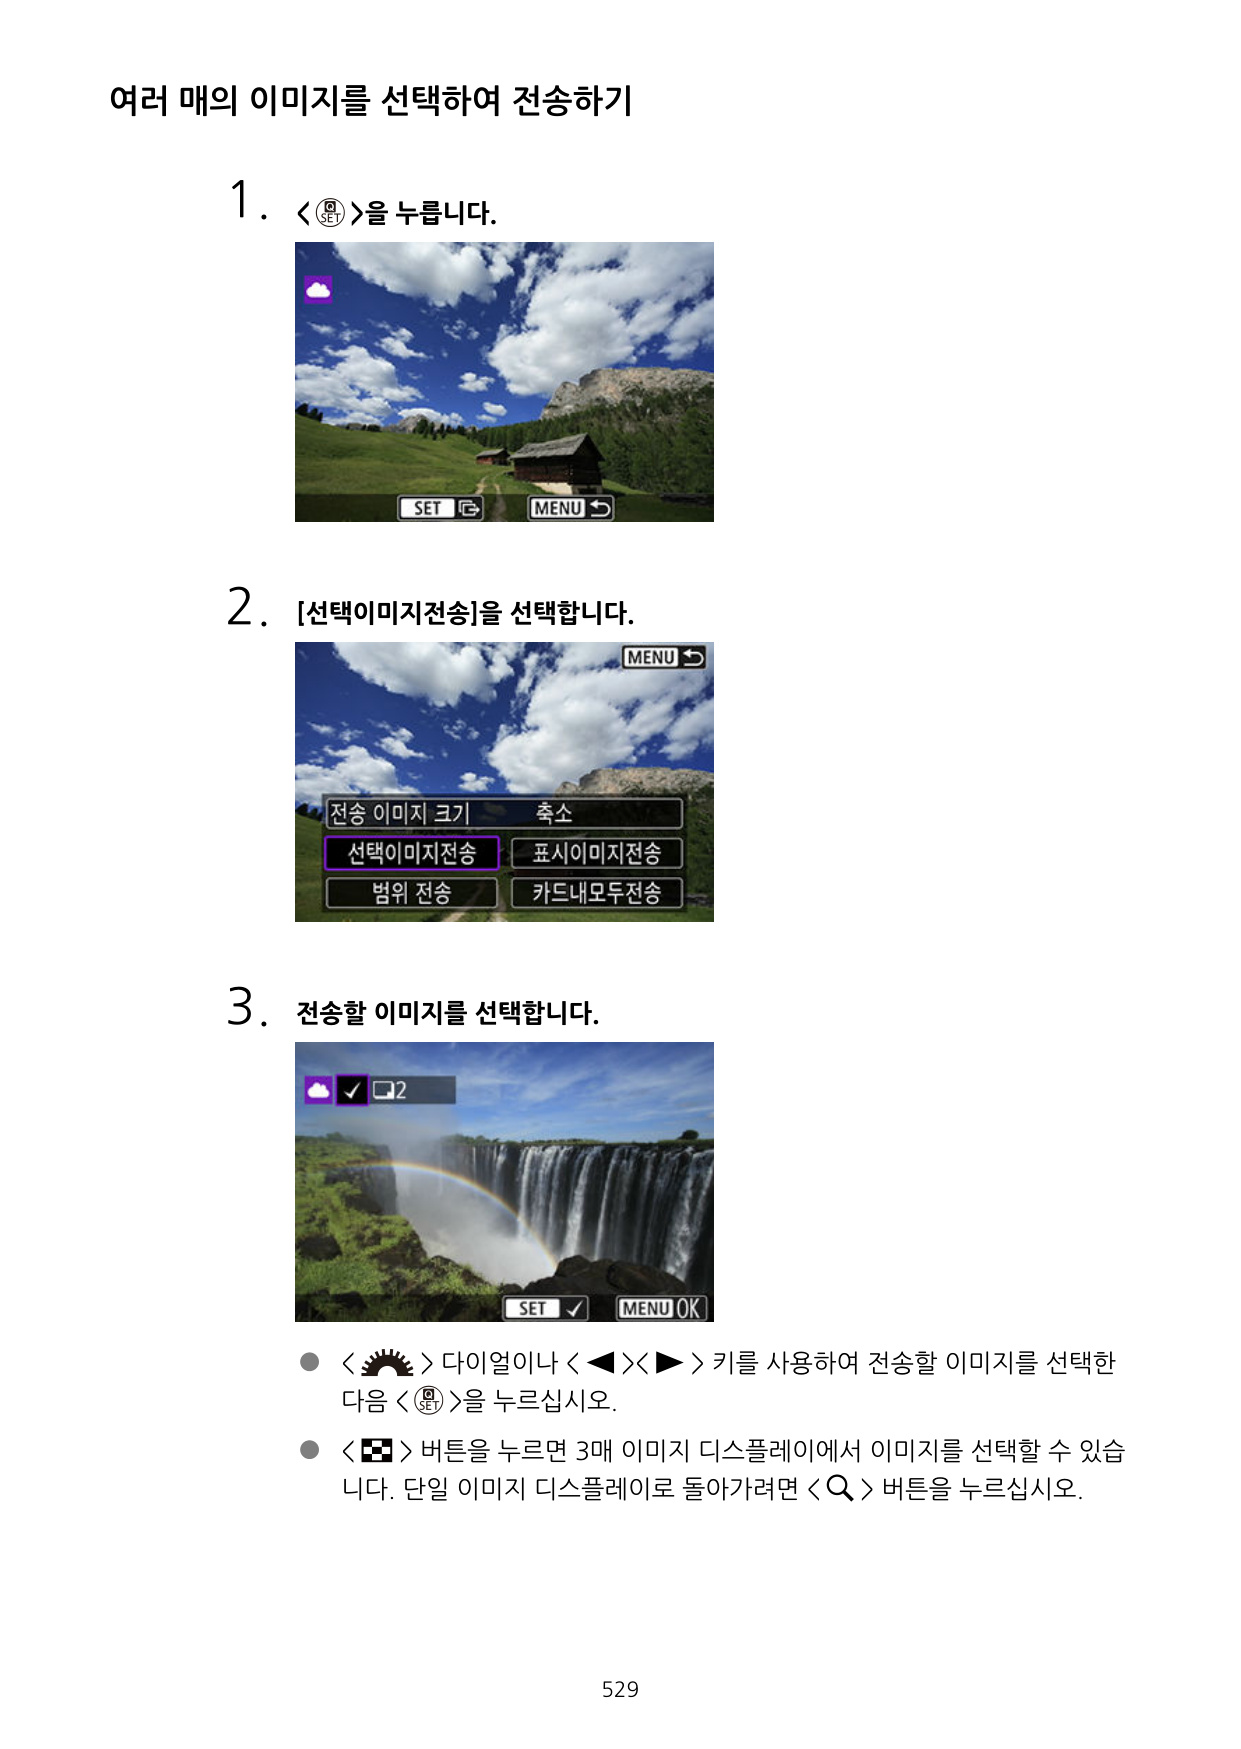 여러 매의 이미지를 선택하여 전송하기
1. <SET>을 누릅니다.
SET MENU
2. [선택이미지전송]을 선택합니다.
MENU
전송 이미지 크기 축소
선택이미지전송 표시이미지전송
범위 전송 카드내모두전송
3. 전송할 이미지를 선택합니다.
2
SET MENU OK
● < > 다이얼이나 <◀><▶> 키를 사용하여 전송할 이미지를 선택한
다음 <SET>을 누르십시오.
● < > 버튼을 누르면 3매 이미지 디스플레이에서 이미지를 선택할 수 있습
니다. 단일 이미지 디스플레이로 돌아가려면 < > 버튼을 누르십시오.
529